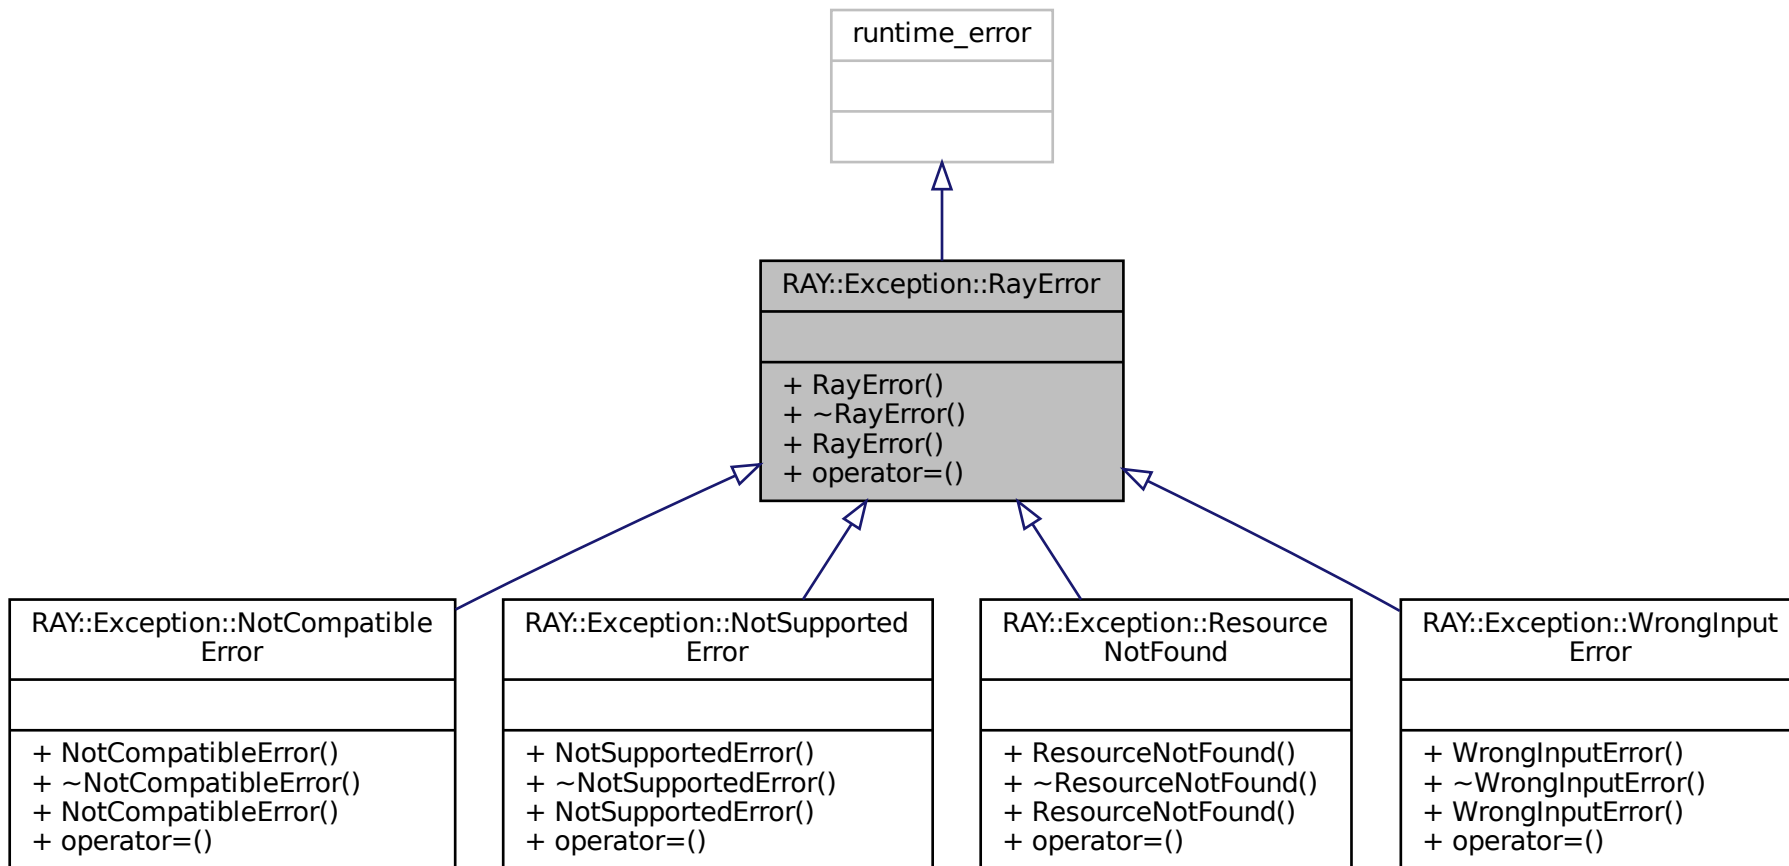 runtime_error
RAY::Exception::RayError
+ RayError()
+ ~RayError()
+ RayError()
+ operator=()
RAY::Exception::NotCompatible
Error
+ NotCompatibleError()
+ ~NotCompatibleError()
+ NotCompatibleError()
+ operator=()
RAY::Exception::NotSupported
Error
+ NotSupportedError()
+ ~NotSupportedError()
+ NotSupportedError()
+ operator=()
RAY::Exception::Resource
NotFound
+ ResourceNotFound()
+ ~ResourceNotFound()
+ ResourceNotFound()
+ operator=()
RAY::Exception::WrongInput
Error
+ WrongInputError()
+ ~WrongInputError()
+ WrongInputError()
+ operator=()